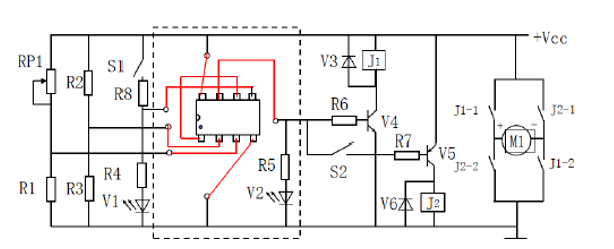 +Vcc
RP1
R2
S1
R8
V3
J1
R6
V4
J1-1
J2-1
+
M1
-
R7
V5
S2
J2-2
J1-2
R1
R3
R4
V1
R5
V2
V6
J2